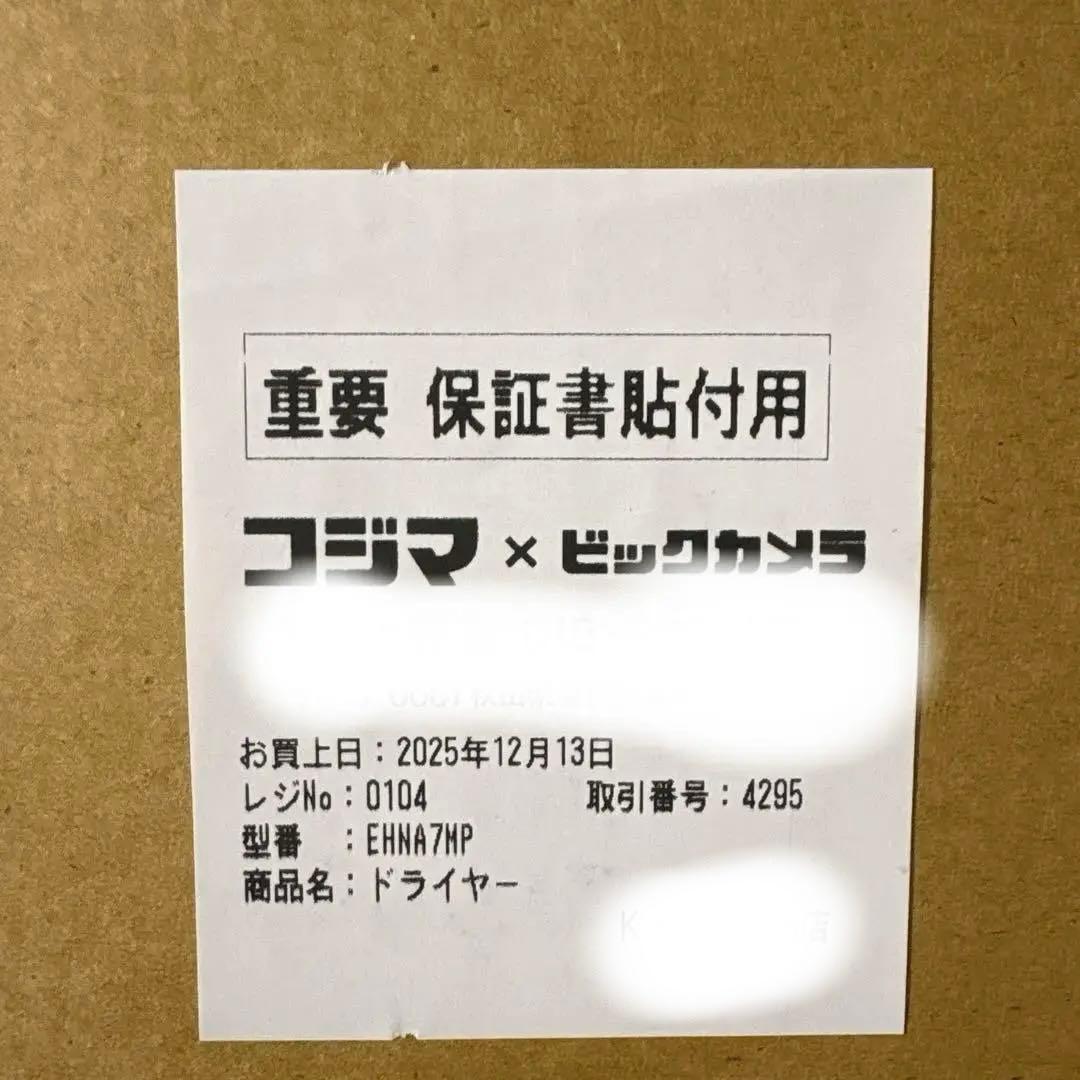 重要 保証書貼付用
コジマ×ビックカメラ
お買上日：2025年12月13日
レジNo：0104 取引番号：4295
型番 ：EHNA7MP
商品名：ドライヤー
K 店